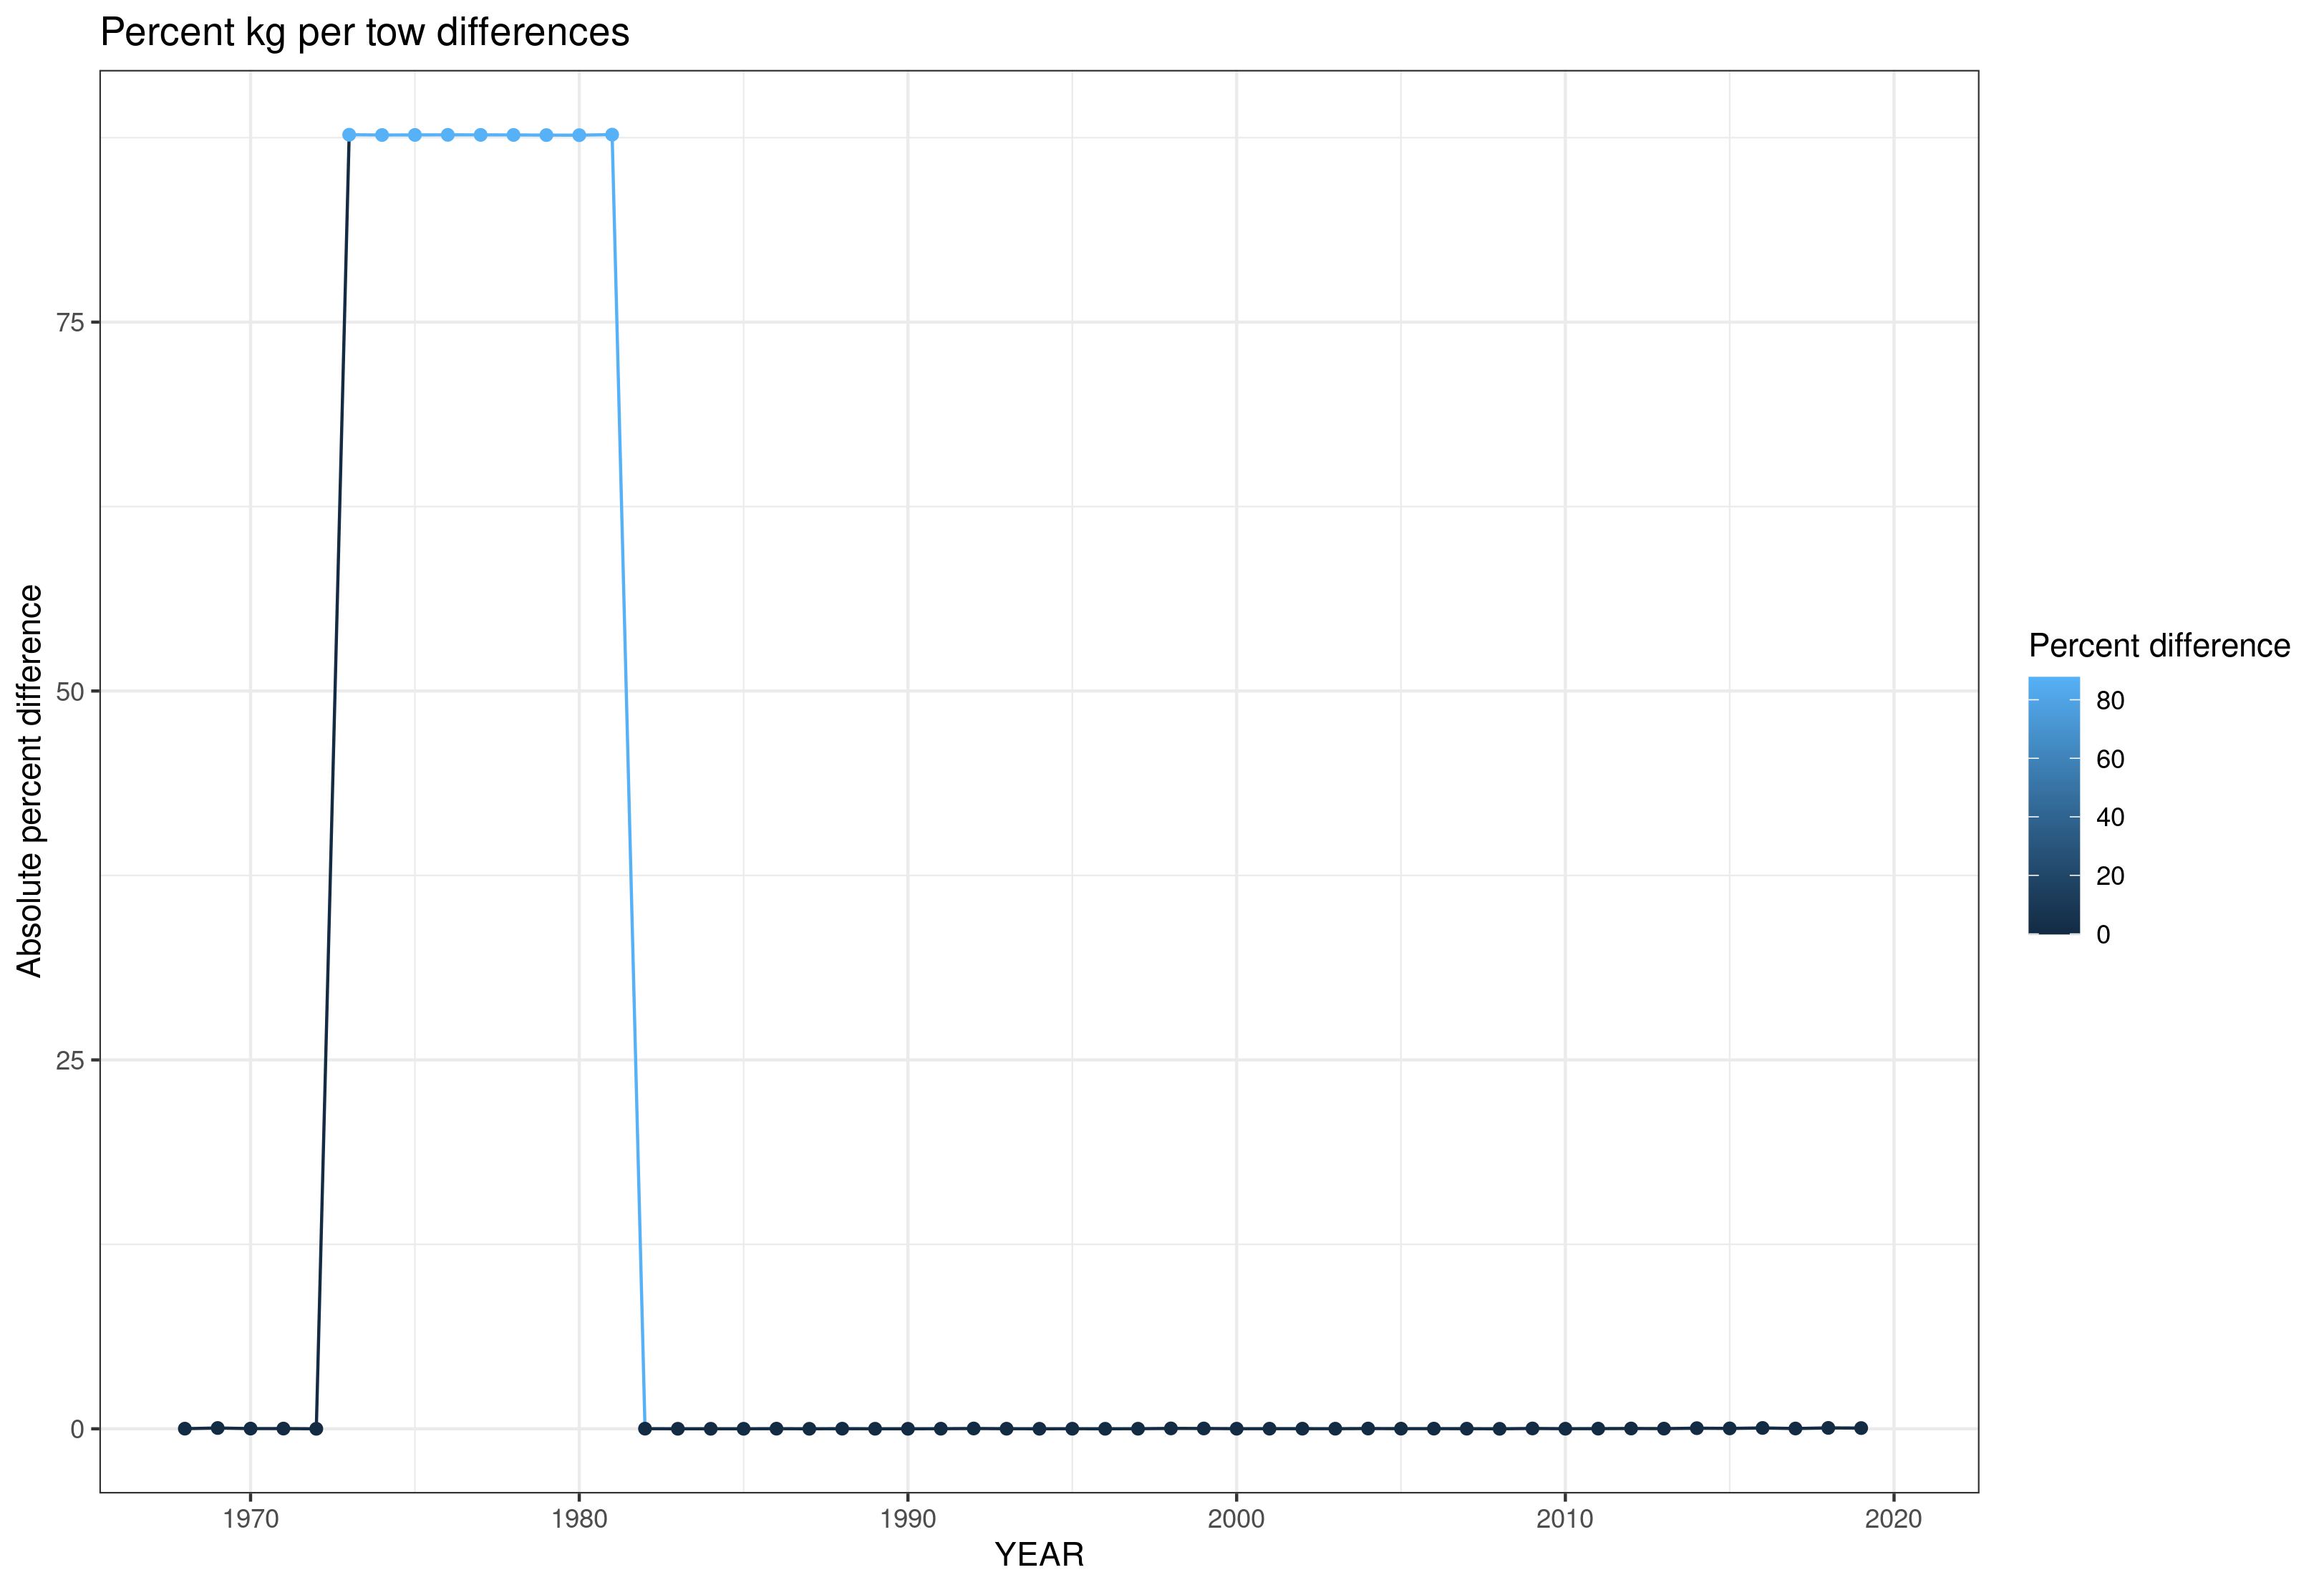 Percent kg per tow differences
Absolute percent difference
75
50
25
0
1970 1980 1990 2000 2010 2020
YEAR
Percent difference
80
60
40
20
0